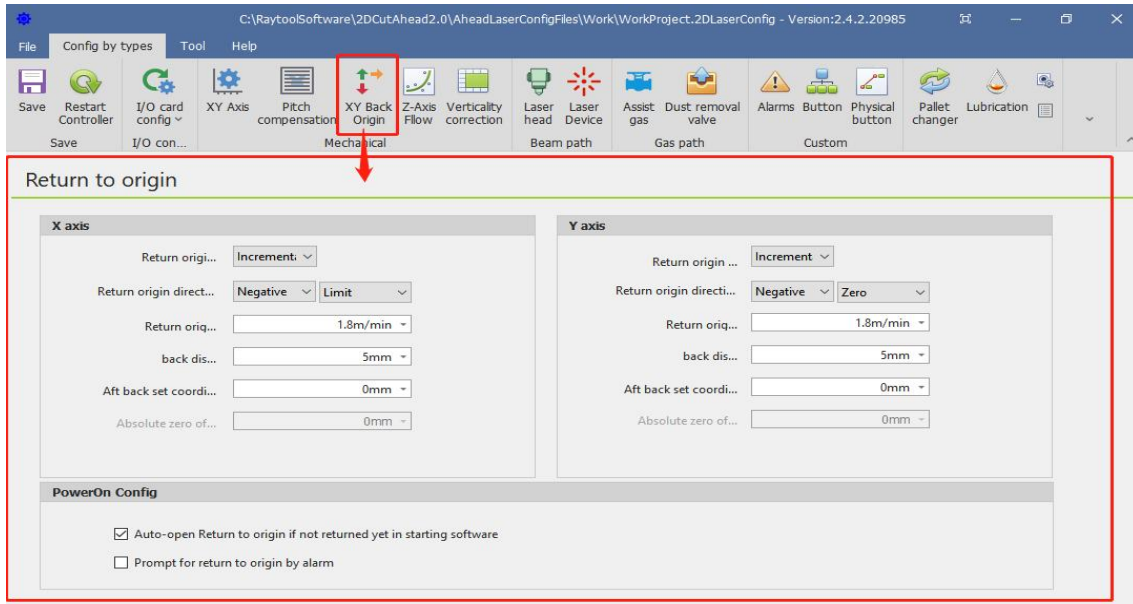 C:\RaytoolSoftware\2DCutAhead2.0\AheadLaserConfigFiles\Work\WorkProject.2DLaserConfig - Version:2.4.2.20985
File Config by types Tool Help
Save Restart Controller I/O card config XY Axis Pitch compensation XY Back Origin Z-Axis Fllow Verticality correction Laser head Laser Device Assist gas Dust removal valve Alarms Button Physical button Pallet changer Lubrication
Save I/O con... Mechanical Beam path Gas path Custom
Return to origin
X axis
Return origi... Increment:
Return origin direct... Negative Limit
Return orig... 1.8m/min
back dis... 5mm
Aft back set coordi... 0mm
Absolute zero of... 0mm
Y axis
Return origin ... Increment
Return origin directi... Negative Zero
Return orig... 1.8m/min
back dis... 5mm
Aft back set coordi... 0mm
Absolute zero of... 0mm
PowerOn Config
Auto-open Return to origin if not returned yet in starting software
Prompt for return to origin by alarm